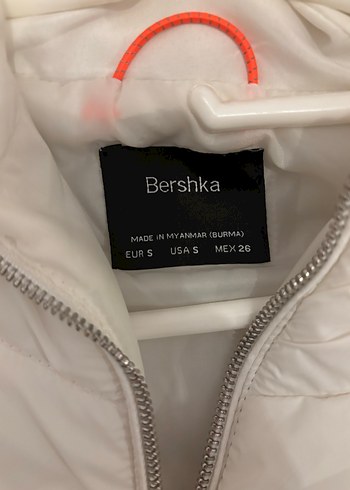 Bershka
MADE IN MYANMAR (BURMA)
EUR S USA S MEX 26